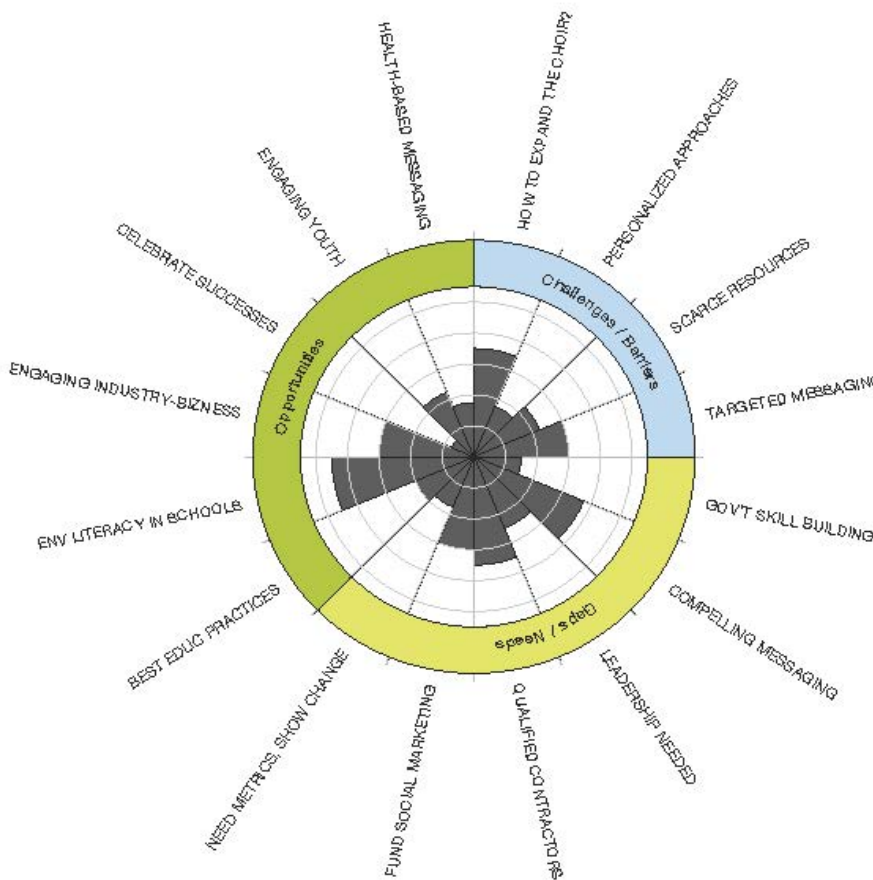 HOW TO EXPAND THE CHOIR?
PERSONALIZED APPROACHES
SCARCE RESOURCES
TARGETED MESSAGING
GOV'T SKILL BUILDING
COMPELLING MESSAGING
LEADERSHIP NEEDED
QUALIFIED CONTRACTORS
FUND SOCIAL MARKETING
NEED METRICS, SHOW CHANGE
BEST EDUC PRACTICES
ENV LITERACY IN SCHOOLS
ENGAGING INDUSTRY-BIZNESS
CELEBRATE SUCCESSES
ENGAGING YOUTH
HEALTH-BASED MESSAGING
Challenges / Barriers
Gaps / Needs
Opportunities